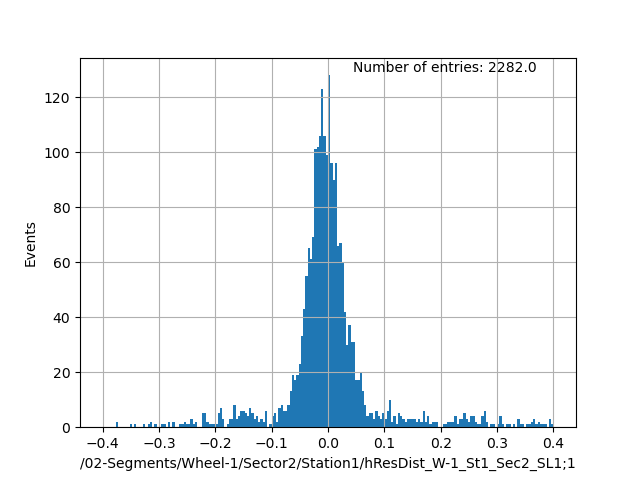 Number of entries: 2282.0
120
100
80
60
40
20
0
Events
−0.4 −0.3 −0.2 −0.1 0.0 0.1 0.2 0.3 0.4
/02-Segments/Wheel-1/Sector2/Station1/hResDist_W-1_St1_Sec2_SL1;1